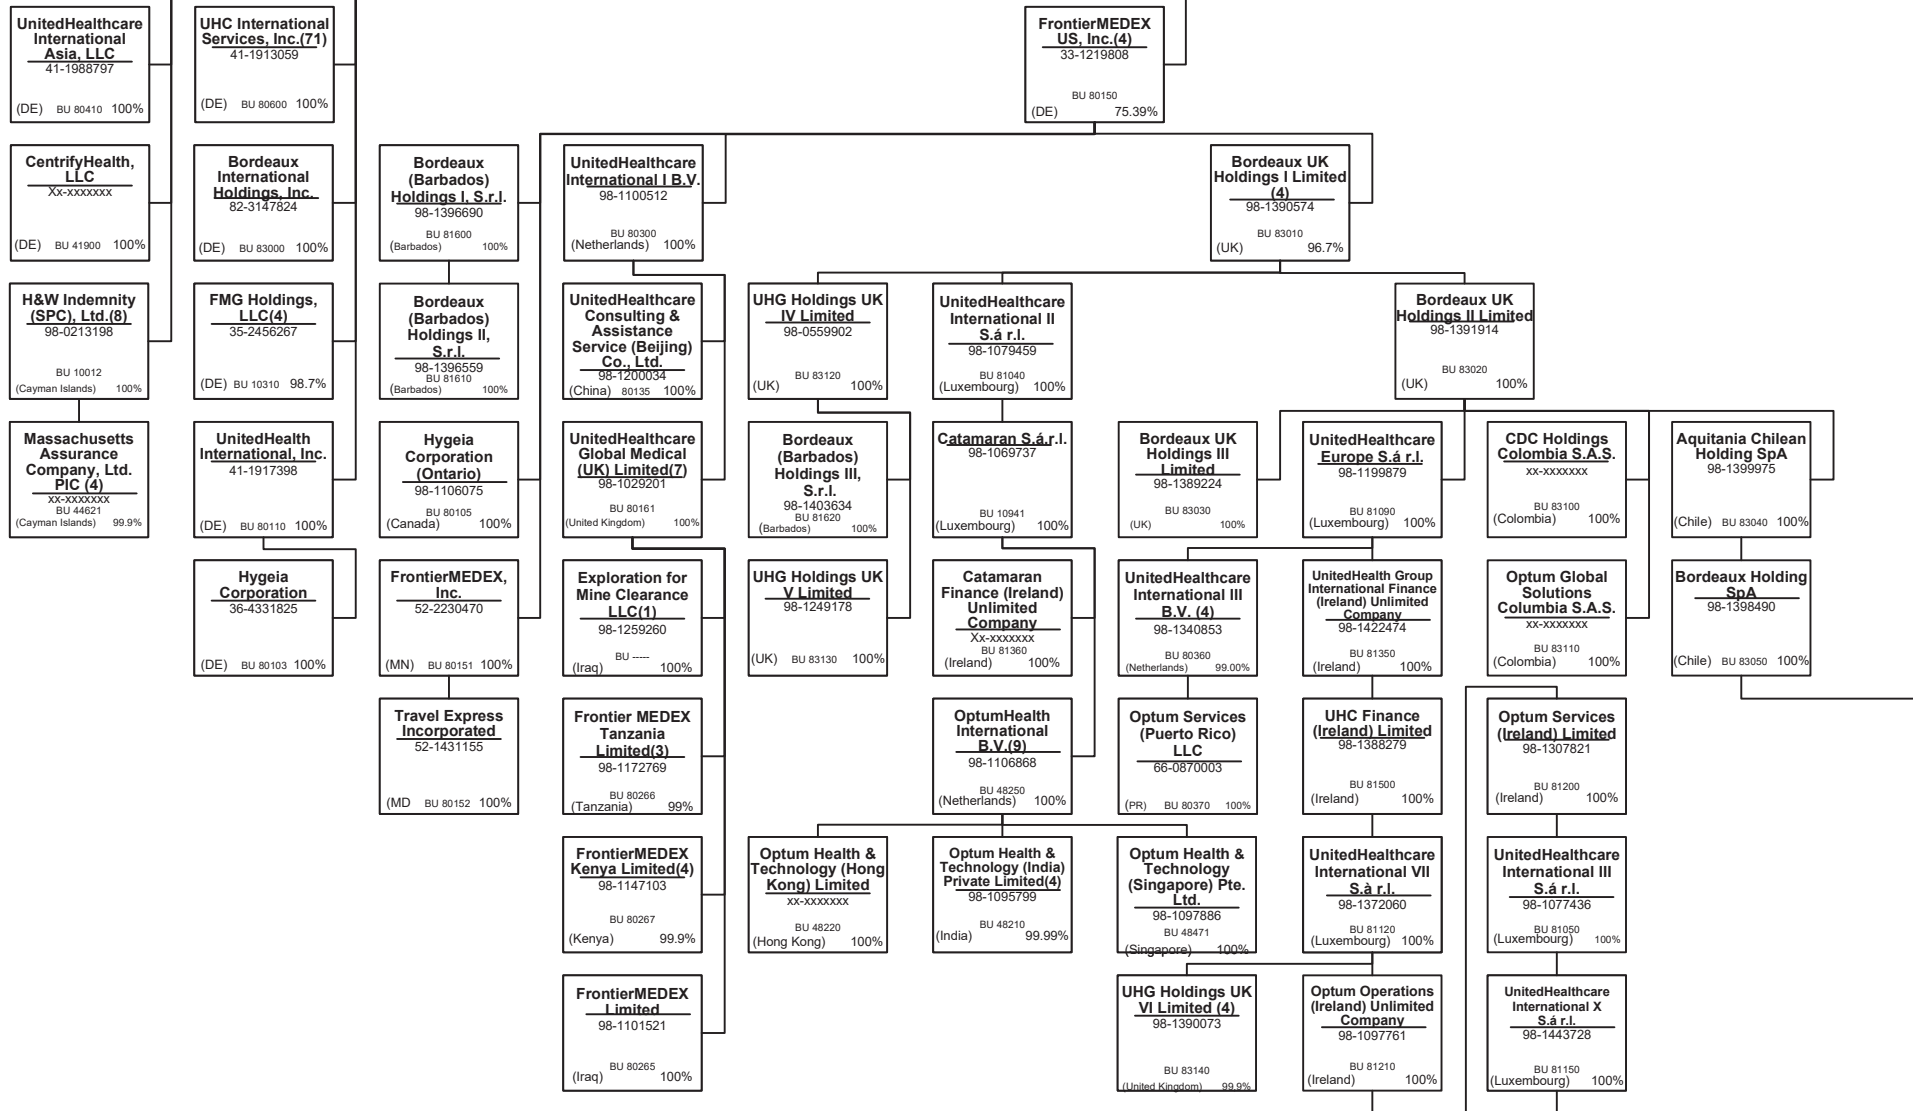 UnitedHealthcare
International
Asia, LLC
41-1988797
BU 80410
(DE) 100%
UHC International
Services, Inc.(71)
41-1913059
BU 80600
(DE) 100%
FrontierMEDEX
US, Inc.(4)
33-1219808
BU 80150
(DE) 75.39%
CentrifyHealth,
LLC
Xx-xxxxxxx
(DE) BU 41900 100%
Bordeaux
International
Holdings, Inc.
82-3147824
(DE) BU 83000 100%
Bordeaux
(Barbados)
Holdings I, S.r.l.
98-1396690
BU 81600
(Barbados) 100%
UnitedHealthcare
International I B.V.
98-1100512
BU 80300
(Netherlands) 100%
Bordeaux UK
Holdings I Limited
(4)
98-1390574
BU 83010
(UK) 96.7%
H&W Indemnity
(SPC), Ltd.(8)
98-0213198
BU 10012
(Cayman Islands) 100%
FMG Holdings,
LLC(4)
35-2456267
(DE) BU 10310 98.7%
Bordeaux
(Barbados)
Holdings II,
S.r.l.
98-1396559
BU 81610
(Barbados) 100%
UnitedHealthcare
Consulting &
Assistance
Service (Beijing)
Co., Ltd.
98-1200034
(China) 80135 100%
UHG Holdings UK
IV Limited
98-0559902
BU 83120
(UK) 100%
UnitedHealthcare
International II
S.á r.l.
98-1079459
BU 81040
(Luxembourg) 100%
Bordeaux UK
Holdings II Limited
98-1391914
BU 83020
(UK) 100%
Massachusetts
Assurance
Company, Ltd.
PIC (4)
xx-xxxxxxx
BU 44621
(Cayman Islands) 99.9%
UnitedHealth
International, Inc.
41-1917398
(DE) BU 80110 100%
Hygeia
Corporation
(Ontario)
98-1106075
BU 80105
(Canada) 100%
UnitedHealthcare
Global Medical
(UK) Limited(7)
98-1029201
BU 80161
(United Kingdom) 100%
Bordeaux
(Barbados)
Holdings III,
S.r.l.
98-1403634
BU 81620
(Barbados) 100%
Catamaran S.á.r.l.
98-1069737
BU 10941
(Luxembourg) 100%
Bordeaux UK
Holdings III
Limited
98-1389224
BU 83030
(UK) 100%
UnitedHealthcare
Europe S.á r.l.
98-1199879
BU 81090
(Luxembourg) 100%
CDC Holdings
Colombia S.A.S.
xx-xxxxxxx
BU 83100
(Colombia) 100%
Aquitania Chilean
Holding SpA
98-1399975
(Chile) BU 83040 100%
Hygeia
Corporation
36-4331825
(DE) BU 80103 100%
FrontierMEDEX,
Inc.
52-2230470
(MN) BU 80151 100%
Exploration for
Mine Clearance
LLC(1)
98-1259260
BU -----
(Iraq) 100%
UHG Holdings UK
V Limited
98-1249178
(UK) BU 83130 100%
Catamaran
Finance (Ireland)
Unlimited
Company
Xx-xxxxxxx
BU 81360
(Ireland) 100%
UnitedHealthcare
International III
B.V. (4)
98-1340853
BU 80360
(Netherlands) 99.00%
UnitedHealth Group
International Finance
(Ireland) Unlimited
Company
98-1422474
BU 81350
(Ireland) 100%
Optum Global
Solutions
Columbia S.A.S.
xx-xxxxxxx
BU 83110
(Colombia) 100%
Bordeaux Holding
SpA
98-1398490
(Chile) BU 83050 100%
Travel Express
Incorporated
52-1431155
(MD BU 80152 100%
Frontier MEDEX
Tanzania
Limited(3)
98-1172769
BU 80266
(Tanzania) 99%
OptumHealth
International
B.V.(9)
98-1106868
BU 48250
(Netherlands) 100%
Optum Services
(Puerto Rico)
LLC
66-0870003
(PR) BU 80370 100%
UHC Finance
(Ireland) Limited
98-1388279
BU 81500
(Ireland) 100%
Optum Services
(Ireland) Limited
98-1307821
BU 81200
(Ireland) 100%
FrontierMEDEX
Kenya Limited(4)
98-1147103
BU 80267
(Kenya) 99.9%
Optum Health &
Technology (Hong
Kong) Limited
xx-xxxxxxx
BU 48220
(Hong Kong) 100%
Optum Health &
Technology (India)
Private Limited(4)
98-1095799
BU 48210
(India) 99.99%
Optum Health &
Technology
(Singapore) Pte.
Ltd.
98-1097886
BU 48471
(Singapore) 100%
UnitedHealthcare
International VII
S.à r.l.
98-1372060
BU 81120
(Luxembourg) 100%
UnitedHealthcare
International III
S.á r.l.
98-1077436
BU 81050
(Luxembourg) 100%
FrontierMEDEX
Limited
98-1101521
BU 80265
(Iraq) 100%
UHG Holdings UK
VI Limited (4)
98-1390073
BU 83140
(United Kingdom) 99.9%
Optum Operations
(Ireland) Unlimited
Company
98-1097761
BU 81210
(Ireland) 100%
UnitedHealthcare
International X
S.á r.l.
98-1443728
BU 81150
(Luxembourg) 100%